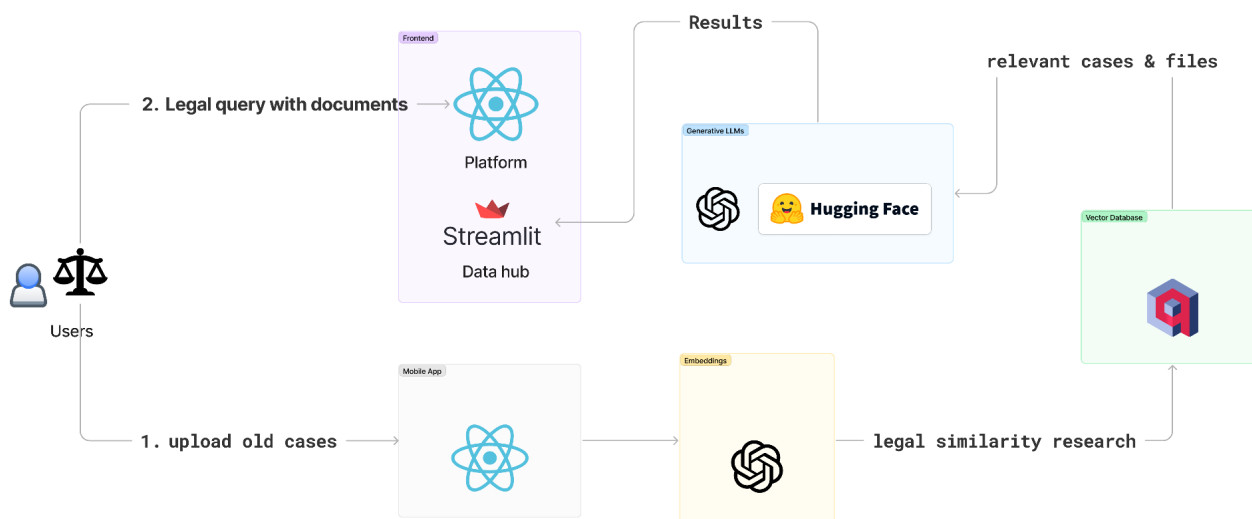 Results
Frontend
relevant cases & files
2. Legal query with documents
Generative LLMs
Platform
Hugging Face
Vector Database
Streamlit
Data hub
Users
Mobile App
Embeddings
1. upload old cases
legal similarity research